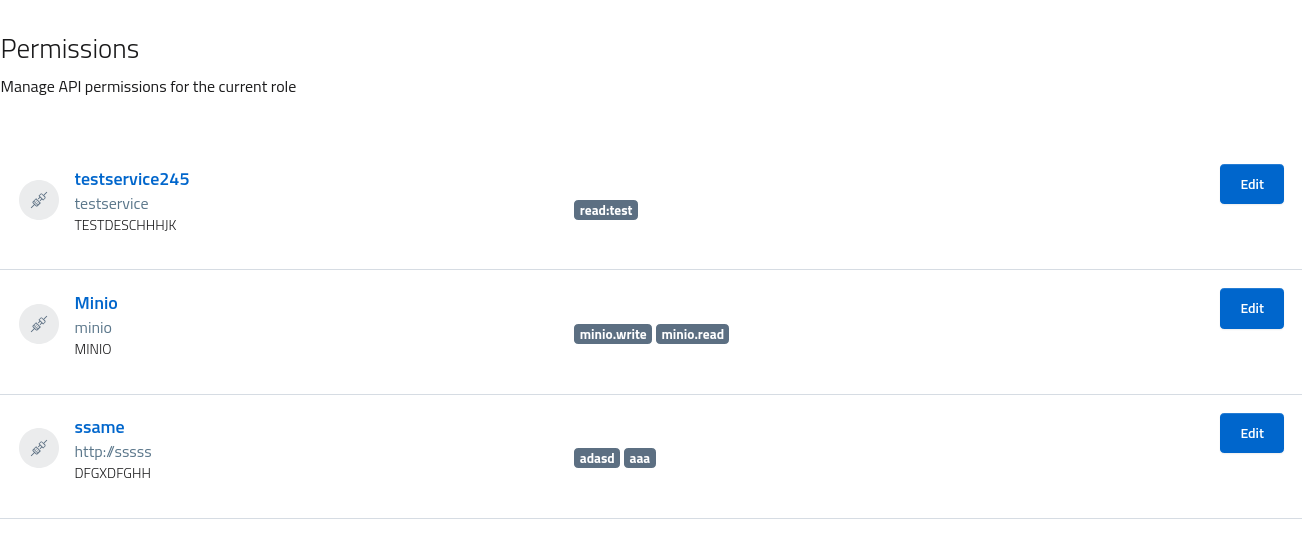 Permissions
Manage API permissions for the current role
testservice245
testservice
TESTDESCHHHJK
read:test
Edit
Minio
minio
MINIO
minio.write minio.read
Edit
ssame
http://sssss
DFGXDFGHH
adasd aaa
Edit